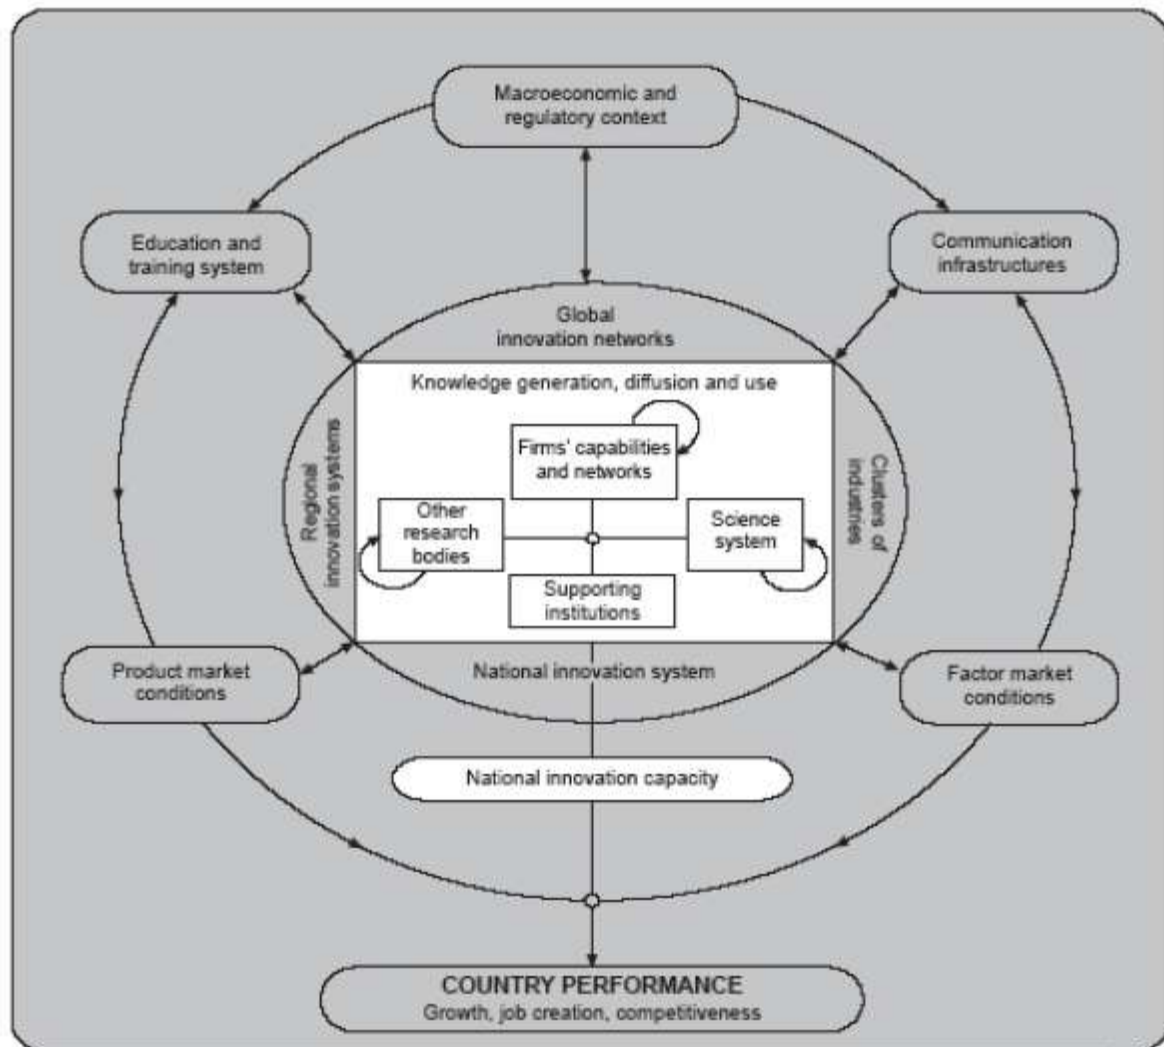 Macroeconomic and
regulatory context
Education and
training system
Communication
infrastructures
Global
innovation networks
Knowledge generation, diffusion and use
Firms' capabilities
and networks
Regional
innovation systems
Clusters of
industries
Other
research
bodies
Science
system
Supporting
institutions
Product market
conditions
National innovation system
Factor market
conditions
National innovation capacity
COUNTRY PERFORMANCE
Growth, job creation, competitiveness